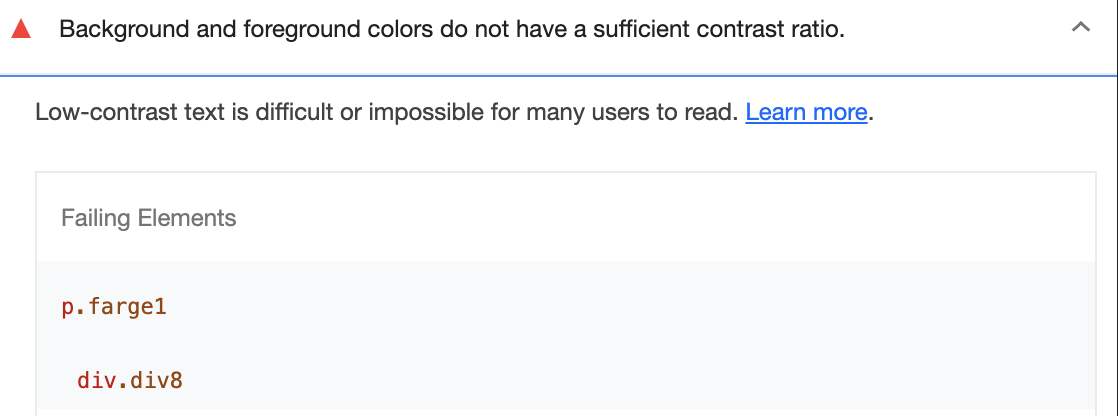 Background and foreground colors do not have a sufficient contrast ratio.
Low-contrast text is difficult or impossible for many users to read. Learn more.
Failing Elements
p.farge1
div.div8